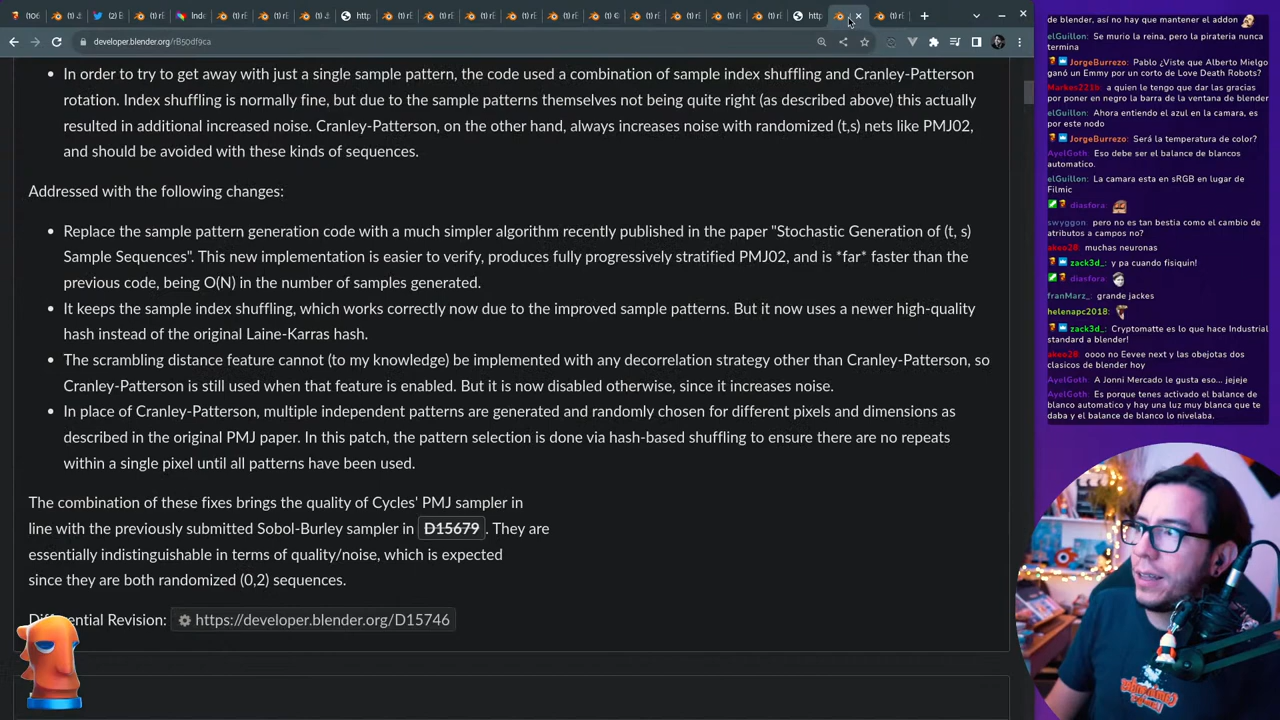 developer.blender.org/rB50df9ca
In order to try to get away with just a single sample pattern, the code used a combination of sample index shuffling and Cranley-Patterson
rotation. Index shuffling is normally fine, but due to the sample patterns themselves not being quite right (as described above) this actually
resulted in additional increased noise. Cranley-Patterson, on the other hand, always increases noise with randomized (t,s) nets like PMJ02,
and should be avoided with these kinds of sequences.
Addressed with the following changes:
Replace the sample pattern generation code with a much simpler algorithm recently published in the paper "Stochastic Generation of (t, s)
Sample Sequences". This new implementation is easier to verify, produces fully progressively stratified PMJ02, and is *far* faster than the
previous code, being O(N) in the number of samples generated.
It keeps the sample index shuffling, which works correctly now due to the improved sample patterns. But it now uses a newer high-quality
hash instead of the original Laine-Karras hash.
The scrambling distance feature cannot (to my knowledge) be implemented with any decorrelation strategy other than Cranley-Patterson, so
Cranley-Patterson is still used when that feature is enabled. But it is now disabled otherwise, since it increases noise.
In place of Cranley-Patterson, multiple independent patterns are generated and randomly chosen for different pixels and dimensions as
described in the original PMJ paper. In this patch, the pattern selection is done via hash-based shuffling to ensure there are no repeats
within a single pixel until all patterns have been used.
The combination of these fixes brings the quality of Cycles' PMJ sampler in
line with the previously submitted Sobol-Burley sampler in D15679 . They are
essentially indistinguishable in terms of quality/noise, which is expected
since they are both randomized (0,2) sequences.
Differential Revision: https://developer.blender.org/D15746
de blender, así no hay que mantener el addon
elGuillon: Se murio la reina, pero la pirateria nunca
termina
JorgeBurrezo: Pablo ¿Viste que Alberto Mielgo
ganó un Emmy por un corto de Love Death Robots?
Markos221b: a quien le tengo que dar las gracias
por poner en negro la barra de la ventana de blender
elGuillon: Ahora entiendo el azul en la camara, es
por este nodo
JorgeBurrezo: Será la temperatura de color?
AyelGoth: Eso debe ser el balance de blancos
automatico.
elGuillon: La camara esta en sRGB en lugar de
Filmic
diasfora:
swyggon: pero no es tan bestia como el cambio de
atributos a campos no?
akeo28: muchas neuronas
zack3d_: y pa cuando fisiquin!
diasfora:
franMarz_: grande jackes
helenapc2018:
zack3d_: Cryptomatte es lo que hace Industrial
standard a blender!
akeo28: oooo no Eevee next y las obejotas dos
clasicos de blender hoy
AyelGoth: A Jonni Mercado le gusta eso... jejeje
AyelGoth: Es porque tenes activado el balance de
blanco automatico y hay una luz muy blanca que te
daba y el balance de blanco lo nivelaba.